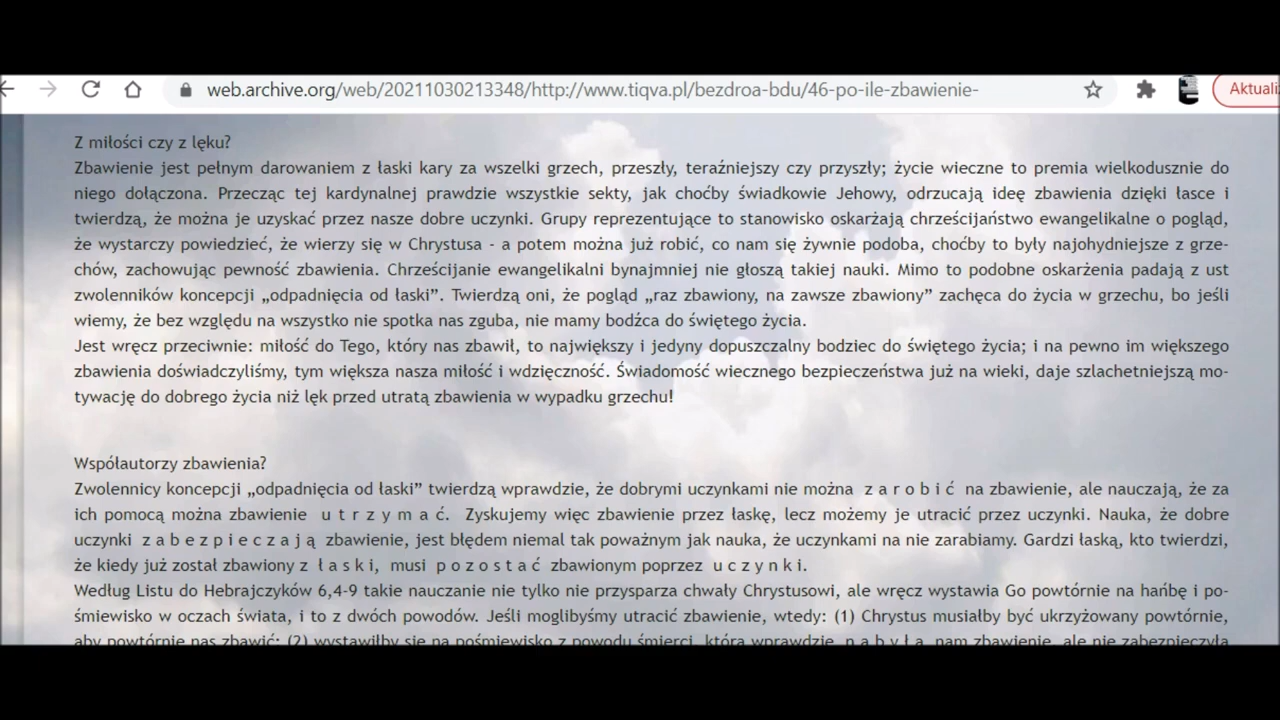 web.archive.org/web/20211030213348/http://www.tiqva.pl/bezdroa-bdu/46-po-ile-zbawienie-
Z miłości czy z lęku?
Zbawienie jest pełnym darowaniem z łaski kary za wszelki grzech, przeszły, teraźniejszy czy przyszły; życie wieczne to premia wielkodusznie do
niego dołączona. Przecząc tej kardynalnej prawdzie wszystkie sekty, jak choćby świadkowie Jehowy, odrzucają ideę zbawienia dzięki łasce i
twierdzą, że można je uzyskać przez nasze dobre uczynki. Grupy reprezentujące to stanowisko oskarżają chrześcijaństwo ewangelikalne o pogląd,
że wystarczy powiedzieć, że wierzy się w Chrystusa - a potem można już robić, co nam się żywnie podoba, choćby to były najohydniejsze z grze-
chów, zachowując pewność zbawienia. Chrześcijanie ewangelikalni bynajmniej nie głoszą takiej nauki. Mimo to podobne oskarżenia padają z ust
zwolenników koncepcji „odpadnięcia od łaski”. Twierdzą oni, że pogląd „raz zbawiony, na zawsze zbawiony” zachęca do życia w grzechu, bo jeśli
wiemy, że bez względu na wszystko nie spotka nas zguba, nie mamy bodźca do świętego życia.
Jest wręcz przeciwnie: miłość do Tego, który nas zbawił, to największy i jedyny dopuszczalny bodziec do świętego życia; i na pewno im większego
zbawienia doświadczyliśmy, tym większa nasza miłość i wdzięczność. Świadomość wiecznego bezpieczeństwa już na wieki, daje szlachetniejszą mo-
tywację do dobrego życia niż lęk przed utratą zbawienia w wypadku grzechu!
Współautorzy zbawienia?
Zwolennicy koncepcji „odpadnięcia od łaski” twierdzą wprawdzie, że dobrymi uczynkami nie można z a r o b i ć na zbawienie, ale nauczają, że za
ich pomocą można zbawienie u t r z y m a ć. Zyskujemy więc zbawienie przez łaskę, lecz możemy je utracić przez uczynki. Nauka, że dobre
uczynki z a b e z p i e c z a j ą zbawienie, jest błędem niemal tak poważnym jak nauka, że uczynkami na nie zarabiamy. Gardzi łaską, kto twierdzi,
że kiedy już został zbawiony z ł a s k i, musi p o z o s t a ć zbawionym poprzez u c z y n k i.
Według Listu do Hebrajczyków 6,4-9 takie nauczanie nie tylko nie przysparza chwały Chrystusowi, ale wręcz wystawia Go powtórnie na hańbę i po-
śmiewisko w oczach świata, i to z dwóch powodów. Jeśli moglibyśmy utracić zbawienie, wtedy: (1) Chrystus musiałby być ukrzyżowany powtórnie,
aby powtórnie nas zbawić; (2) wystawiłby się na pośmiewisko z powodu śmierci, która wprawdzie n a b y ł a nam zbawienie, ale nie zabezpieczyła
Aktuali